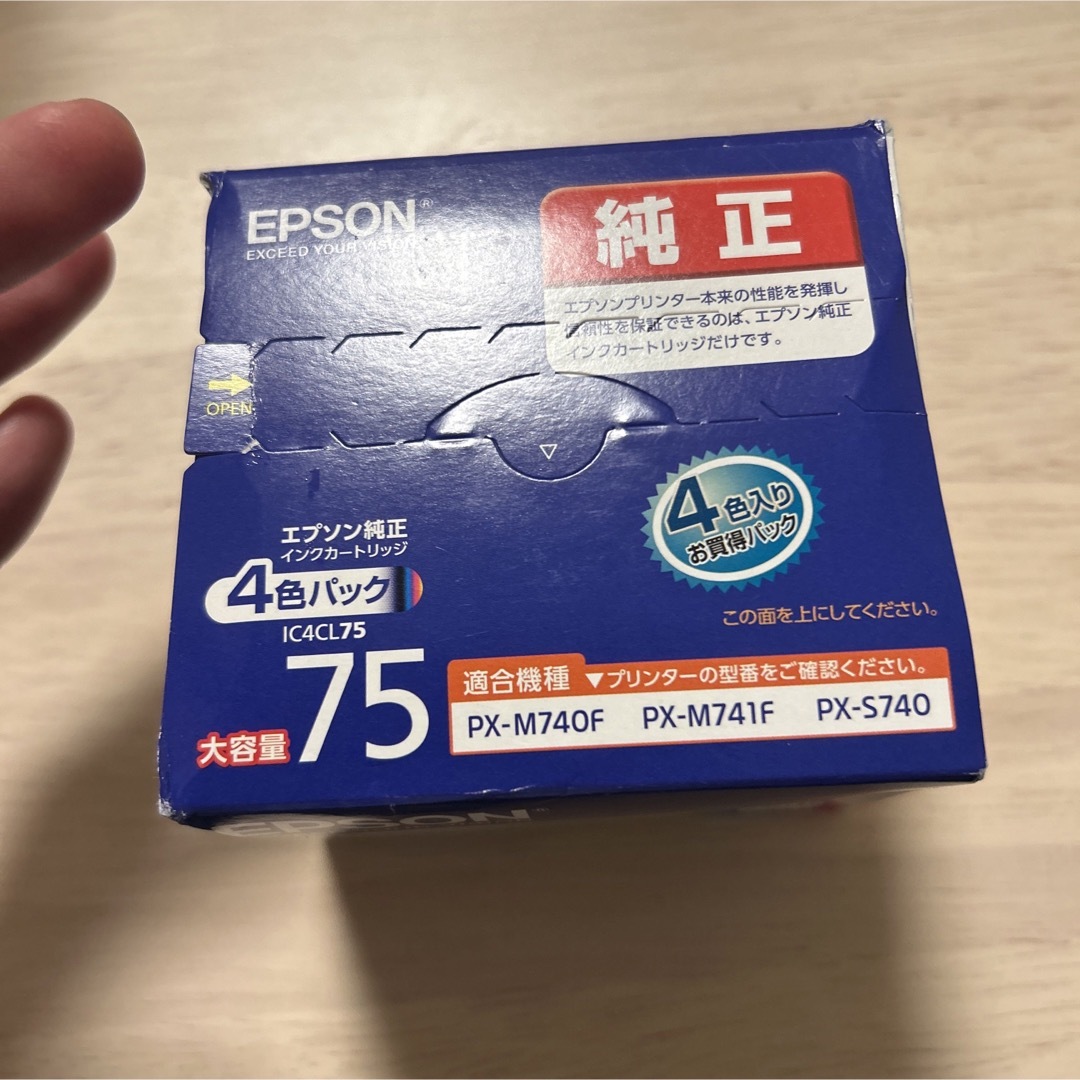 EPSON®
EXCEED YOUR VISION
純正
エプソンプリンター本来の性能を発揮し
信頼性を保証できるのは、エプソン純正
インクカートリッジだけです。
OPEN
4色入り
お買得パック
エプソン純正
インクカートリッジ
4色パック
IC4CL75
この面を上にしてください。
大容量 75
適合機種 ▼プリンターの型番をご確認ください。
PX-M740F PX-M741F PX-S740
EPSON